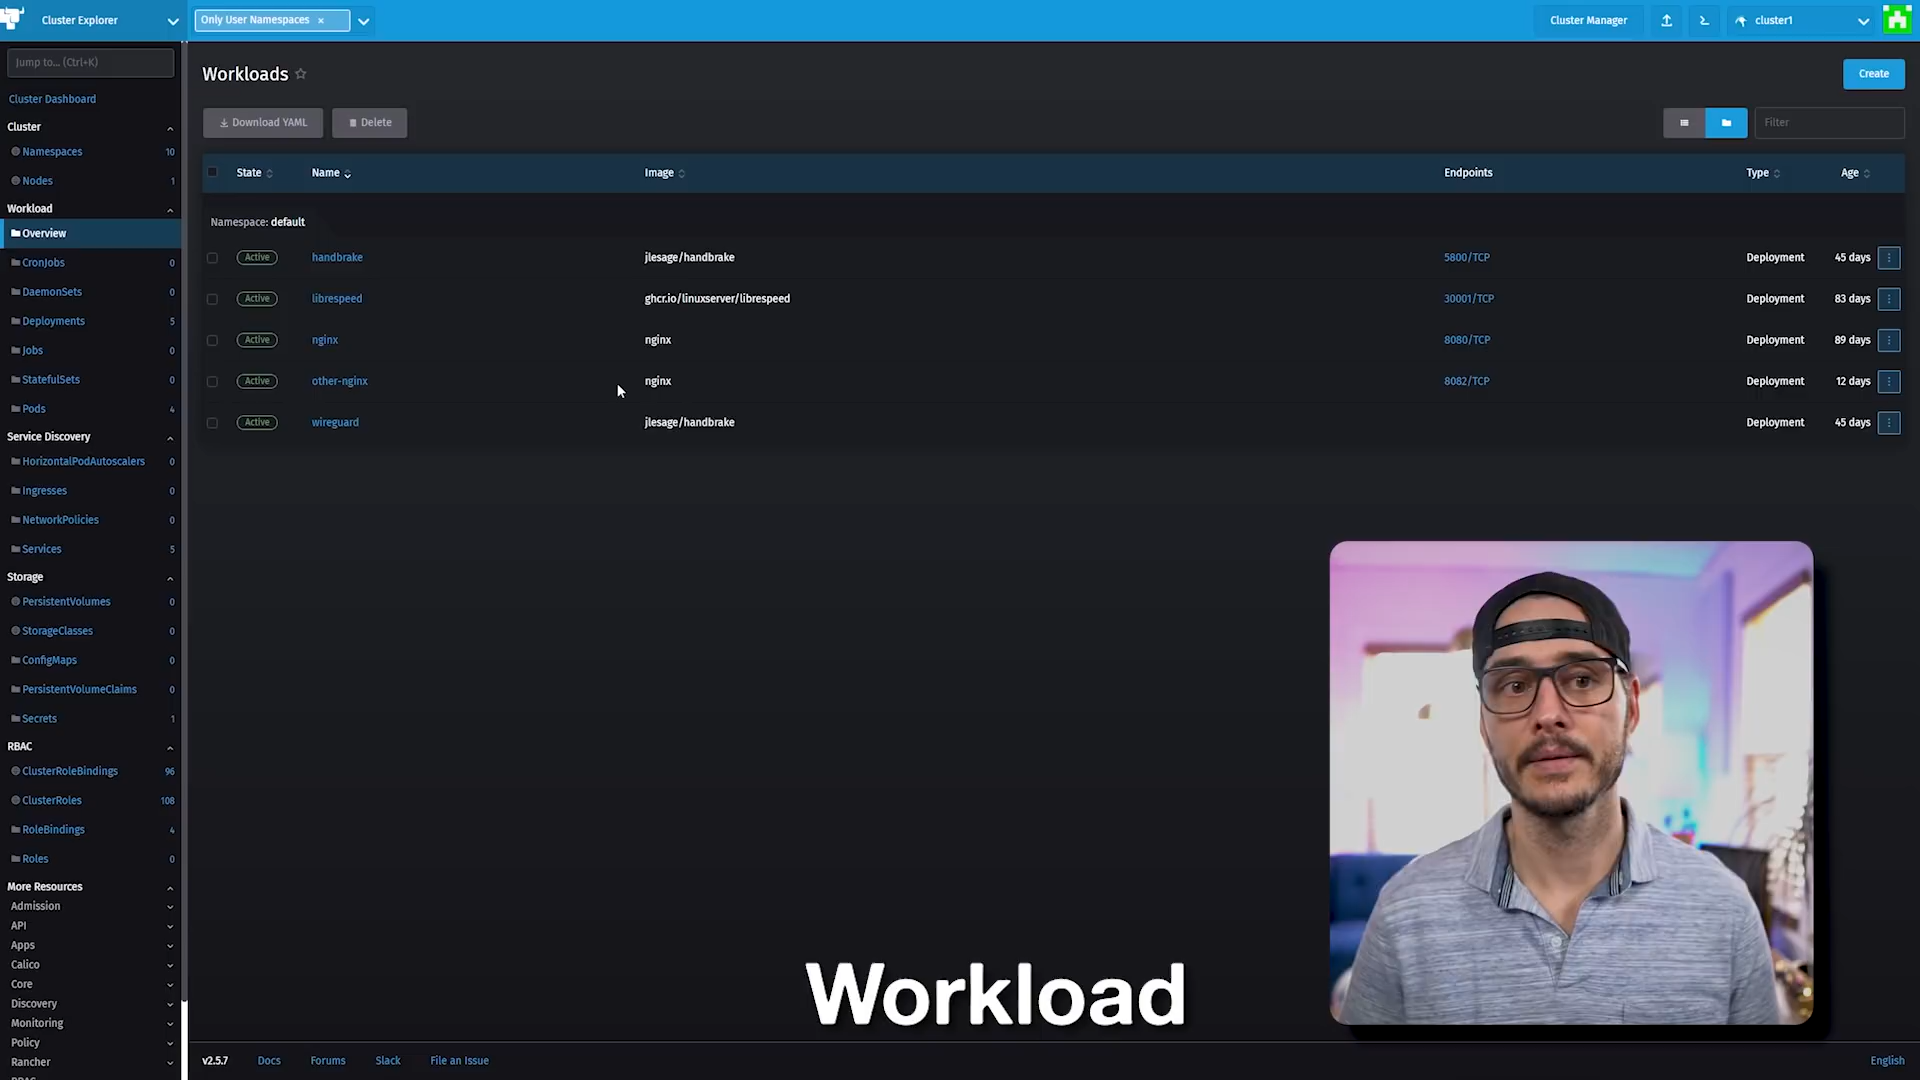 Cluster Explorer
Only User Namespaces ×
Cluster Manager
cluster1
Jump to... (Ctrl+K)
Cluster Dashboard
Cluster
Namespaces 10
Nodes 1
Workload
Overview
CronJobs 0
DaemonSets 0
Deployments 5
Jobs 0
StatefulSets 0
Pods 4
Service Discovery
HorizontalPodAutoscalers 0
Ingresses 0
NetworkPolicies 0
Services 5
Storage
PersistentVolumes 0
StorageClasses 0
ConfigMaps 0
PersistentVolumeClaims 0
Secrets 1
RBAC
ClusterRoleBindings 96
ClusterRoles 108
RoleBindings 4
Roles 0
More Resources
Admission
API
Apps
Calico
Core
Discovery
Monitoring
Policy
Rancher
Workloads
Create
Download YAML Delete
Filter
State Name Image Endpoints Type Age
Namespace: default
Active handbrake jlesage/handbrake 5800/TCP Deployment 45 days
Active librespeed ghcr.io/linuxserver/librespeed 30001/TCP Deployment 83 days
Active nginx nginx 8080/TCP Deployment 89 days
Active other-nginx nginx 8082/TCP Deployment 12 days
Active wireguard jlesage/handbrake Deployment 45 days
Workload
v2.5.7 Docs Forums Slack File an Issue English